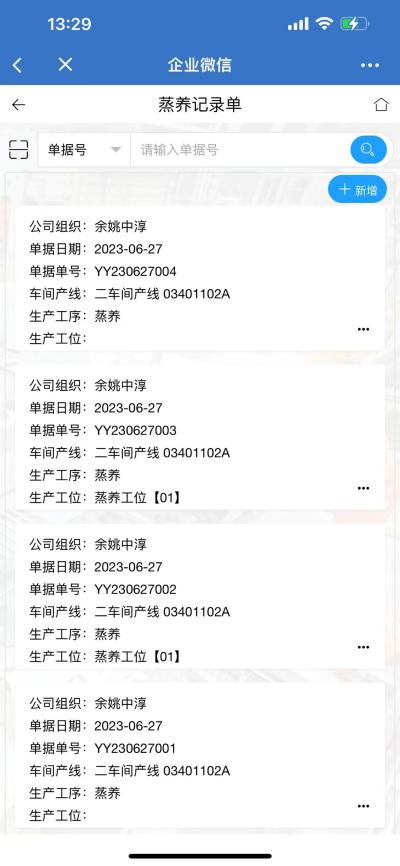 13:29
企业微信
蒸养记录单
单据号
请输入单据号
新增
公司组织：余姚中淳
单据日期：2023-06-27
单据单号：YY230627004
车间产线：二车间产线 03401102A
生产工序：蒸养
生产工位：
公司组织：余姚中淳
单据日期：2023-06-27
单据单号：YY230627003
车间产线：二车间产线 03401102A
生产工序：蒸养
生产工位：蒸养工位【01】
公司组织：余姚中淳
单据日期：2023-06-27
单据单号：YY230627002
车间产线：二车间产线 03401102A
生产工序：蒸养
生产工位：蒸养工位【01】
公司组织：余姚中淳
单据日期：2023-06-27
单据单号：YY230627001
车间产线：二车间产线 03401102A
生产工序：蒸养
生产工位：